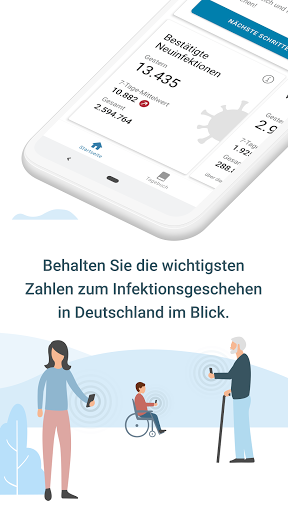 NÄCHSTE SCHRITTE
Bestätigte
Neuinfektionen
Gestern
13.435
7-Tage-Mittelwert
10.882
Gesamt
2.594.764
Gester
2.9
7-Tage
1.92
Gesam
288.
über die
Startseite
Tagebuch
Behalten Sie die wichtigsten
Zahlen zum Infektionsgeschehen
in Deutschland im Blick.